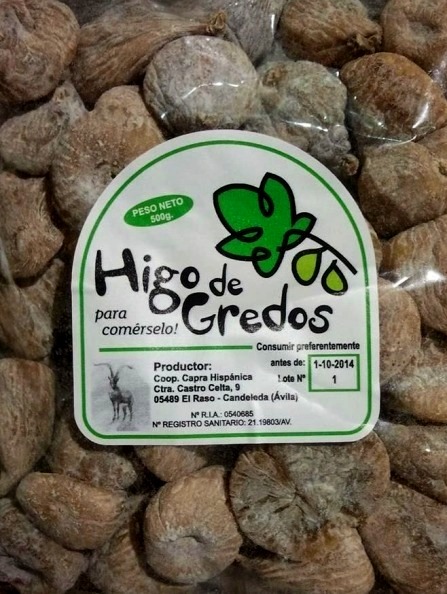 PESO NETO
500g.
Higo de
Gredos
para
comérselo!
Consumir preferentemente
antes de: 1-10-2014
Lote Nº 1
Productor:
Coop. Capra Hispánica
Ctra. Castro Celta, 9
05489 El Raso - Candeleda (Ávila)
Nº R.I.A.: 0540685
Nº REGISTRO SANITARIO: 21.19803/AV.